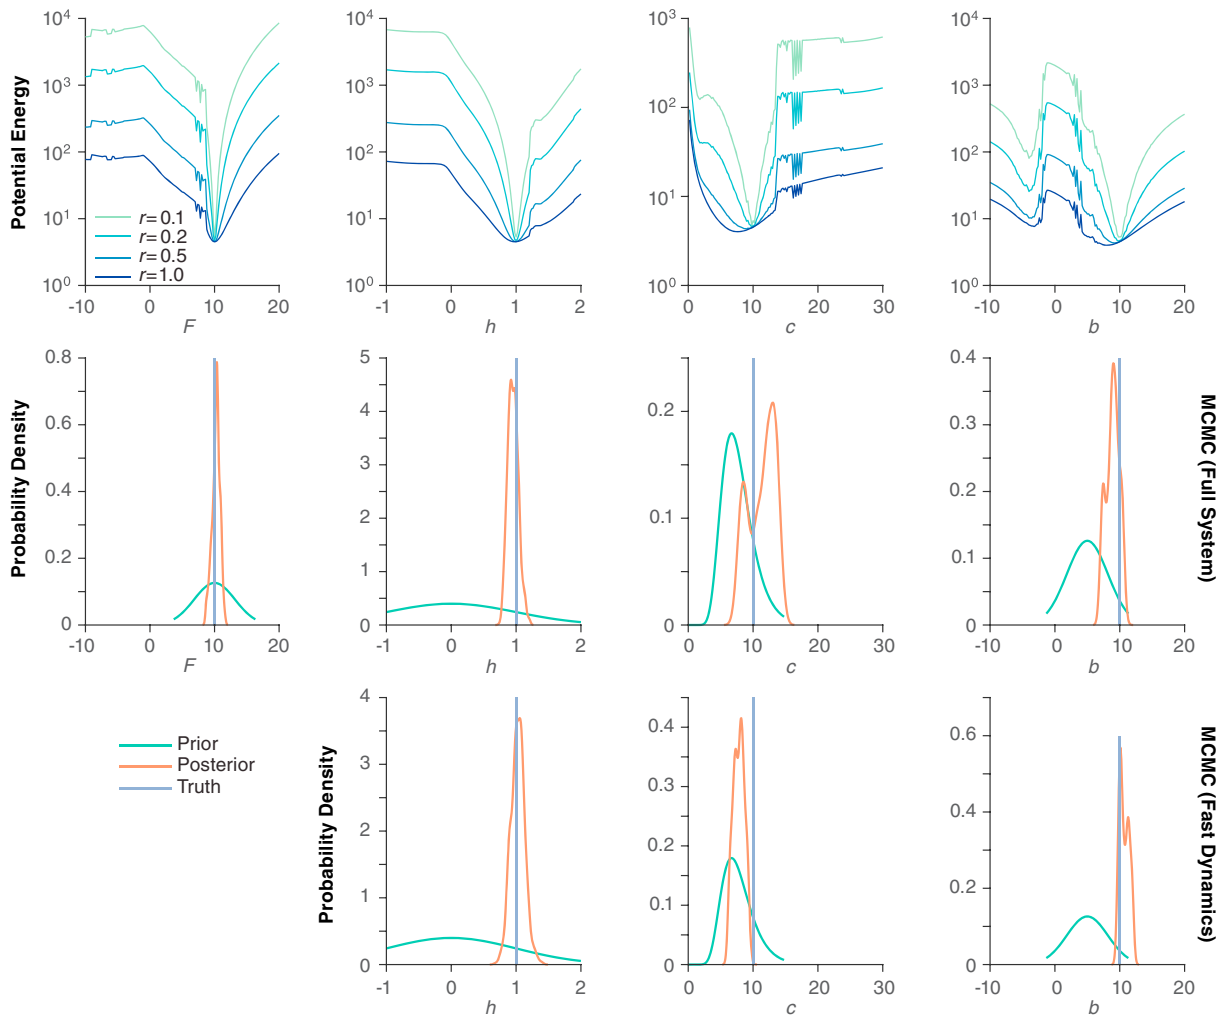 Potential Energy
10⁴
10³
10²
10¹
10⁰
-10 0 10 20
F
r=0.1
r=0.2
r=0.5
r=1.0
10⁴
10³
10²
10¹
10⁰
-1 0 1 2
h
10³
10²
10¹
10⁰
0 10 20 30
c
10⁴
10³
10²
10¹
10⁰
-10 0 10 20
b
Probability Density
0.8
0.6
0.4
0.2
0
-10 0 10 20
F
5
4
3
2
1
0
-1 0 1 2
h
0.2
0.1
0
0 10 20 30
c
0.4
0.3
0.2
0.1
0
-10 0 10 20
b
MCMC (Full System)
Prior
Posterior
Truth
Probability Density
4
3
2
1
0
-1 0 1 2
h
0.4
0.3
0.2
0.1
0
0 10 20 30
c
0.6
0.4
0.2
0
-10 0 10 20
b
MCMC (Fast Dynamics)